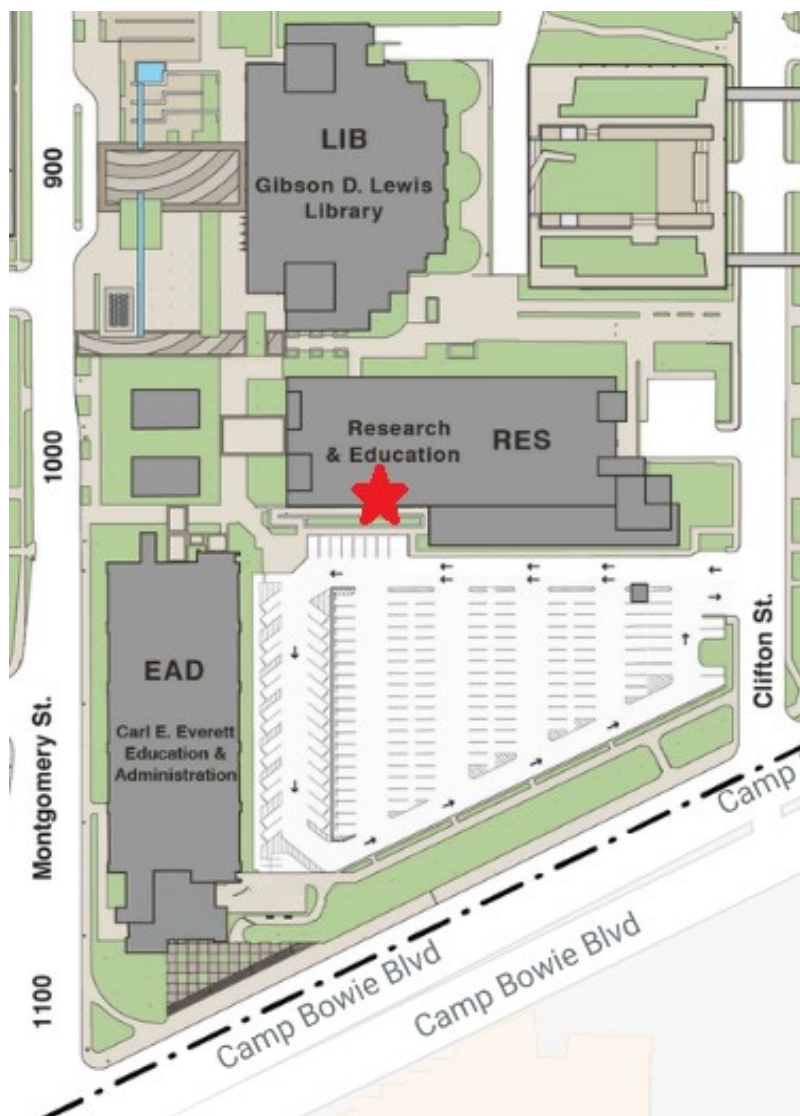 LIB
Gibson D. Lewis
Library
900
Research
& Education
RES
1000
EAD
Carl E. Everett
Education &
Administration
Montgomery St.
Clifton St.
Camp
Camp Bowie Blvd
Camp Bowie Blvd
1100